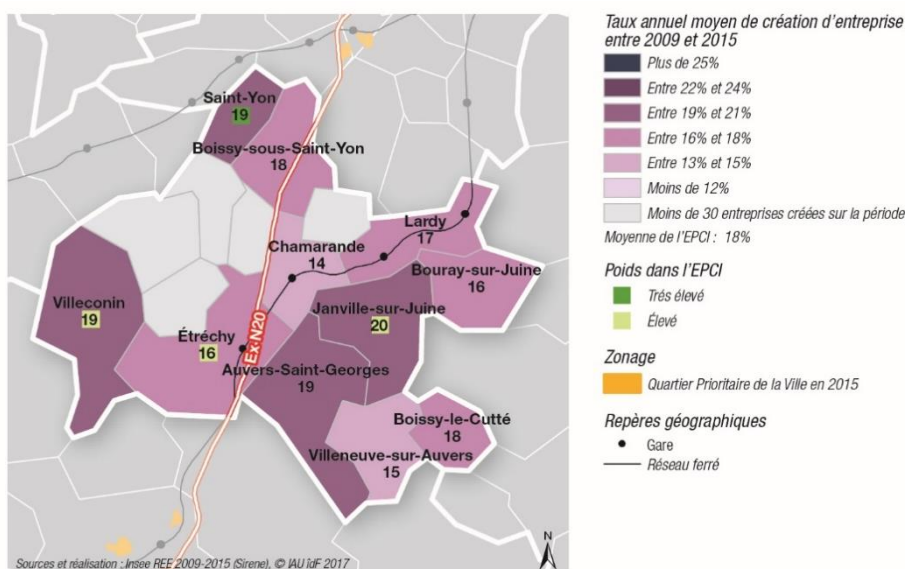 Saint-Yon
19
Boissy-sous-Saint-Yon
18
Lardy
17
Chamarande
14
Bouray-sur-Juine
16
Villeconin
19
Janville-sur-Juine
20
Étréchy
16
Ex-N20
Auvers-Saint-Georges
19
Boissy-le-Cutté
18
Villeneuve-sur-Auvers
15
N
Sources et réalisation : Insee REE 2009-2015 (Sirene), © IAU îdF 2017
Taux annuel moyen de création d'entreprise
entre 2009 et 2015
Plus de 25%
Entre 22% et 24%
Entre 19% et 21%
Entre 16% et 18%
Entre 13% et 15%
Moins de 12%
Moins de 30 entreprises créées sur la période
Moyenne de l'EPCI : 18%
Poids dans l'EPCI
Trés élevé
Élevé
Zonage
Quartier Prioritaire de la Ville en 2015
Repères géographiques
Gare
Réseau ferré